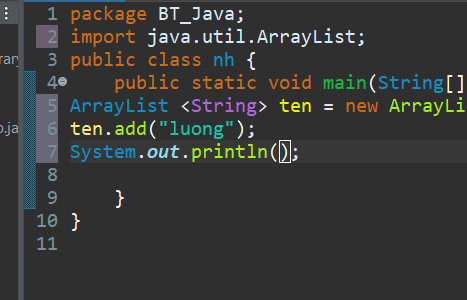 rary
o.ja
1 package BT_Java;
2 import java.util.ArrayList;
3 public class nh {
4 public static void main(String[]
5 ArrayList <String> ten = new ArrayLi
6 ten.add("luong");
7 System.out.println();
8
9 }
10 }
11